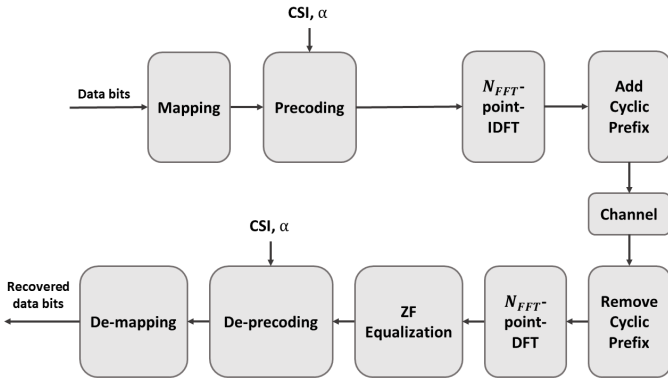 CSI, α
Data bits
Mapping
Precoding
N_FFT-
point-
IDFT
Add
Cyclic
Prefix
Channel
CSI, α
Recovered
data bits
De-mapping
De-precoding
ZF
Equalization
N_FFT-
point-
DFT
Remove
Cyclic
Prefix